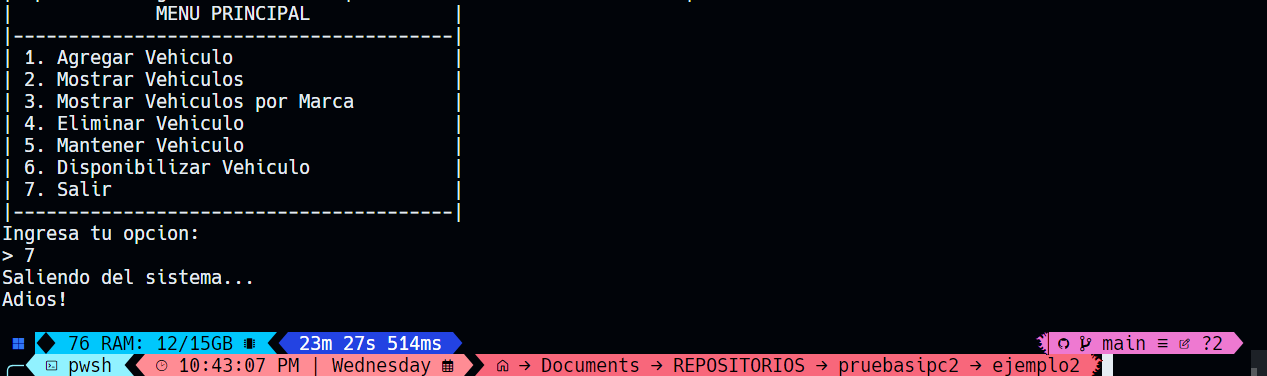 MENU PRINCIPAL
1. Agregar Vehiculo
2. Mostrar Vehiculos
3. Mostrar Vehiculos por Marca
4. Eliminar Vehiculo
5. Mantener Vehiculo
6. Disponibilizar Vehiculo
7. Salir
Ingresa tu opcion:
> 7
Saliendo del sistema...
Adios!
76 RAM: 12/15GB 23m 27s 514ms main ≡ ?2
pwsh 10:43:07 PM | Wednesday → Documents → REPOSITORIOS → pruebasipc2 → ejemplo2